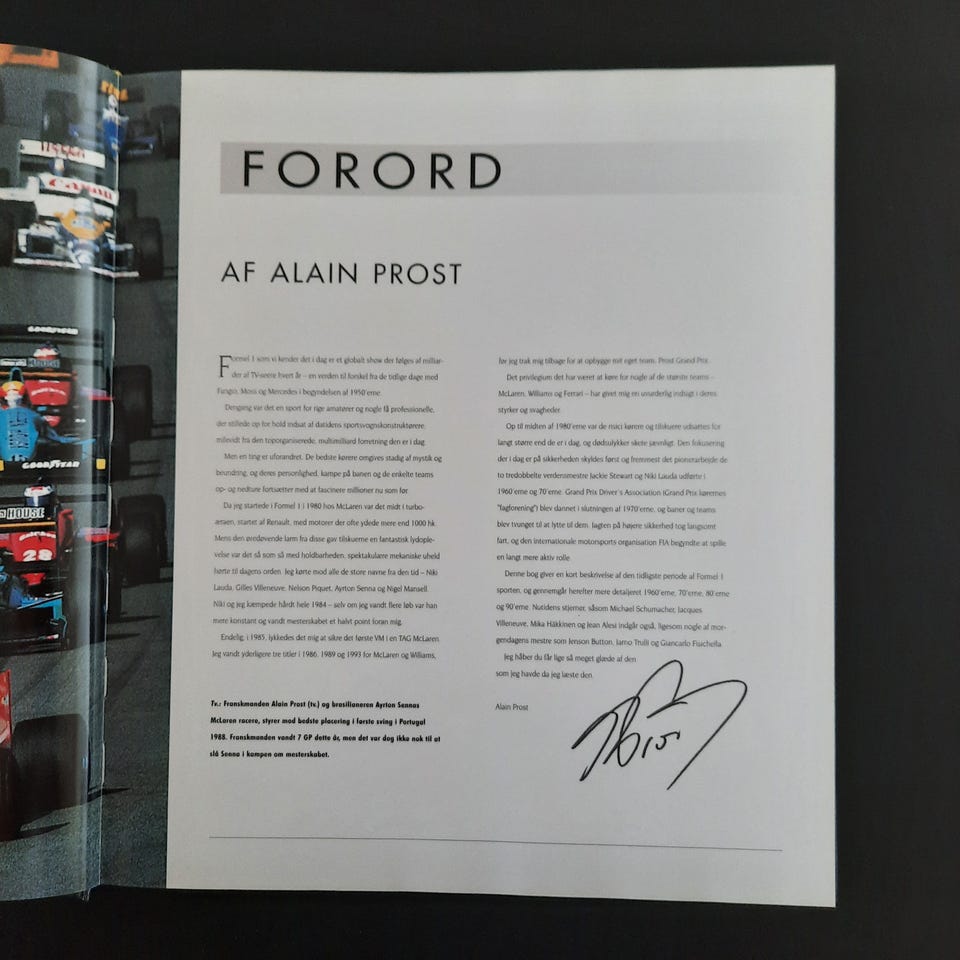 FORORD
AF ALAIN PROST
Formel 1 som vi kender det i dag er et globalt show der følges af milliar-
der af TV-seere hvert år – en verden til forskel fra de tidlige dage med
Fangio, Moss og Mercedes i begyndelsen af 1950'erne.
Dengang var det en sport for rige amatører og nogle få professionelle,
der stillede op for hold indsat af datidens sportsvognskonstruktører,
milevidt fra den toporganiserede, multimilliard forretning den er i dag.
Men en ting er uforandret. De bedste kørere omgives stadig af mystik og
beundring, og deres personlighed, kampe på banen og de enkelte teams
op- og nedture fortsætter med at fascinere millioner nu som før.
Da jeg startede i Formel 1 i 1980 hos McLaren var det midt i turbo-
æraen, startet af Renault, med motorer der ofte ydede mere end 1000 hk.
Mens den øredøvende larm fra disse gav tilskuerne en fantastisk lydople-
velse var det så som så med holdbarheden, spektakulære mekaniske uheld
hørte til dagens orden. Jeg kørte mod alle de store navne fra den tid – Niki
Lauda, Gilles Villeneuve, Nelson Piquet, Ayrton Senna og Nigel Mansell.
Niki og jeg kæmpede hårdt hele 1984 – selv om jeg vandt flere løb var han
mere konstant og vandt mesterskabet et halvt point foran mig.
Endelig, i 1985, lykkedes det mig at sikre det første VM i en TAG McLaren.
Jeg vandt yderligere tre titler i 1986, 1989 og 1993 for McLaren og Williams,
Tv.: Franskmanden Alain Prost (tv.) og brasilianeren Ayrton Sennas
McLaren racere, styrer mod bedste placering i første sving i Portugal
1988. Franskmanden vandt 7 GP dette år, men det var dog ikke nok til at
slå Senna i kampen om mesterskabet.
før jeg trak mig tilbage for at opbygge mit eget team, Prost Grand Prix.
Det privilegium det har været at køre for nogle af de største teams –
McLaren, Williams og Ferrari – har givet mig en uvurderlig indsigt i deres
styrker og svagheder.
Op til midten af 1980'erne var de risici kørere og tilskuere udsattes for
langt større end de er i dag, og dødsulykker skete jævnligt. Den fokusering
der i dag er på sikkerheden skyldes først og fremmest det pionerarbejde de
to tredobbelte verdensmestre Jackie Stewart og Niki Lauda udførte i
1960'erne og 70'erne. Grand Prix Driver's Association (Grand Prix kørernes
"fagforening") blev dannet i slutningen af 1970'erne, og baner og teams
blev tvunget til at lytte til dem. Jagten på højere sikkerhed tog langsomt
fart, og den internationale motorsports organisation FIA begyndte at spille
en langt mere aktiv rolle.
Denne bog giver en kort beskrivelse af den tidligste periode af Formel 1
sporten, og gennemgår herefter mere detaljeret 1960'erne, 70'erne, 80'erne
og 90'erne. Nutidens stjerner, såsom Michael Schumacher, Jacques
Villeneuve, Mika Häkkinen og Jean Alesi indgår også, ligesom nogle af mor-
gendagens mestre som Jenson Button, Jarno Trulli og Giancarlo Fisichella.
Jeg håber du får lige så meget glæde af den
som jeg havde da jeg læste den.
Alain Prost
GOODYEAR
GOODYEAR
HOUSE
28